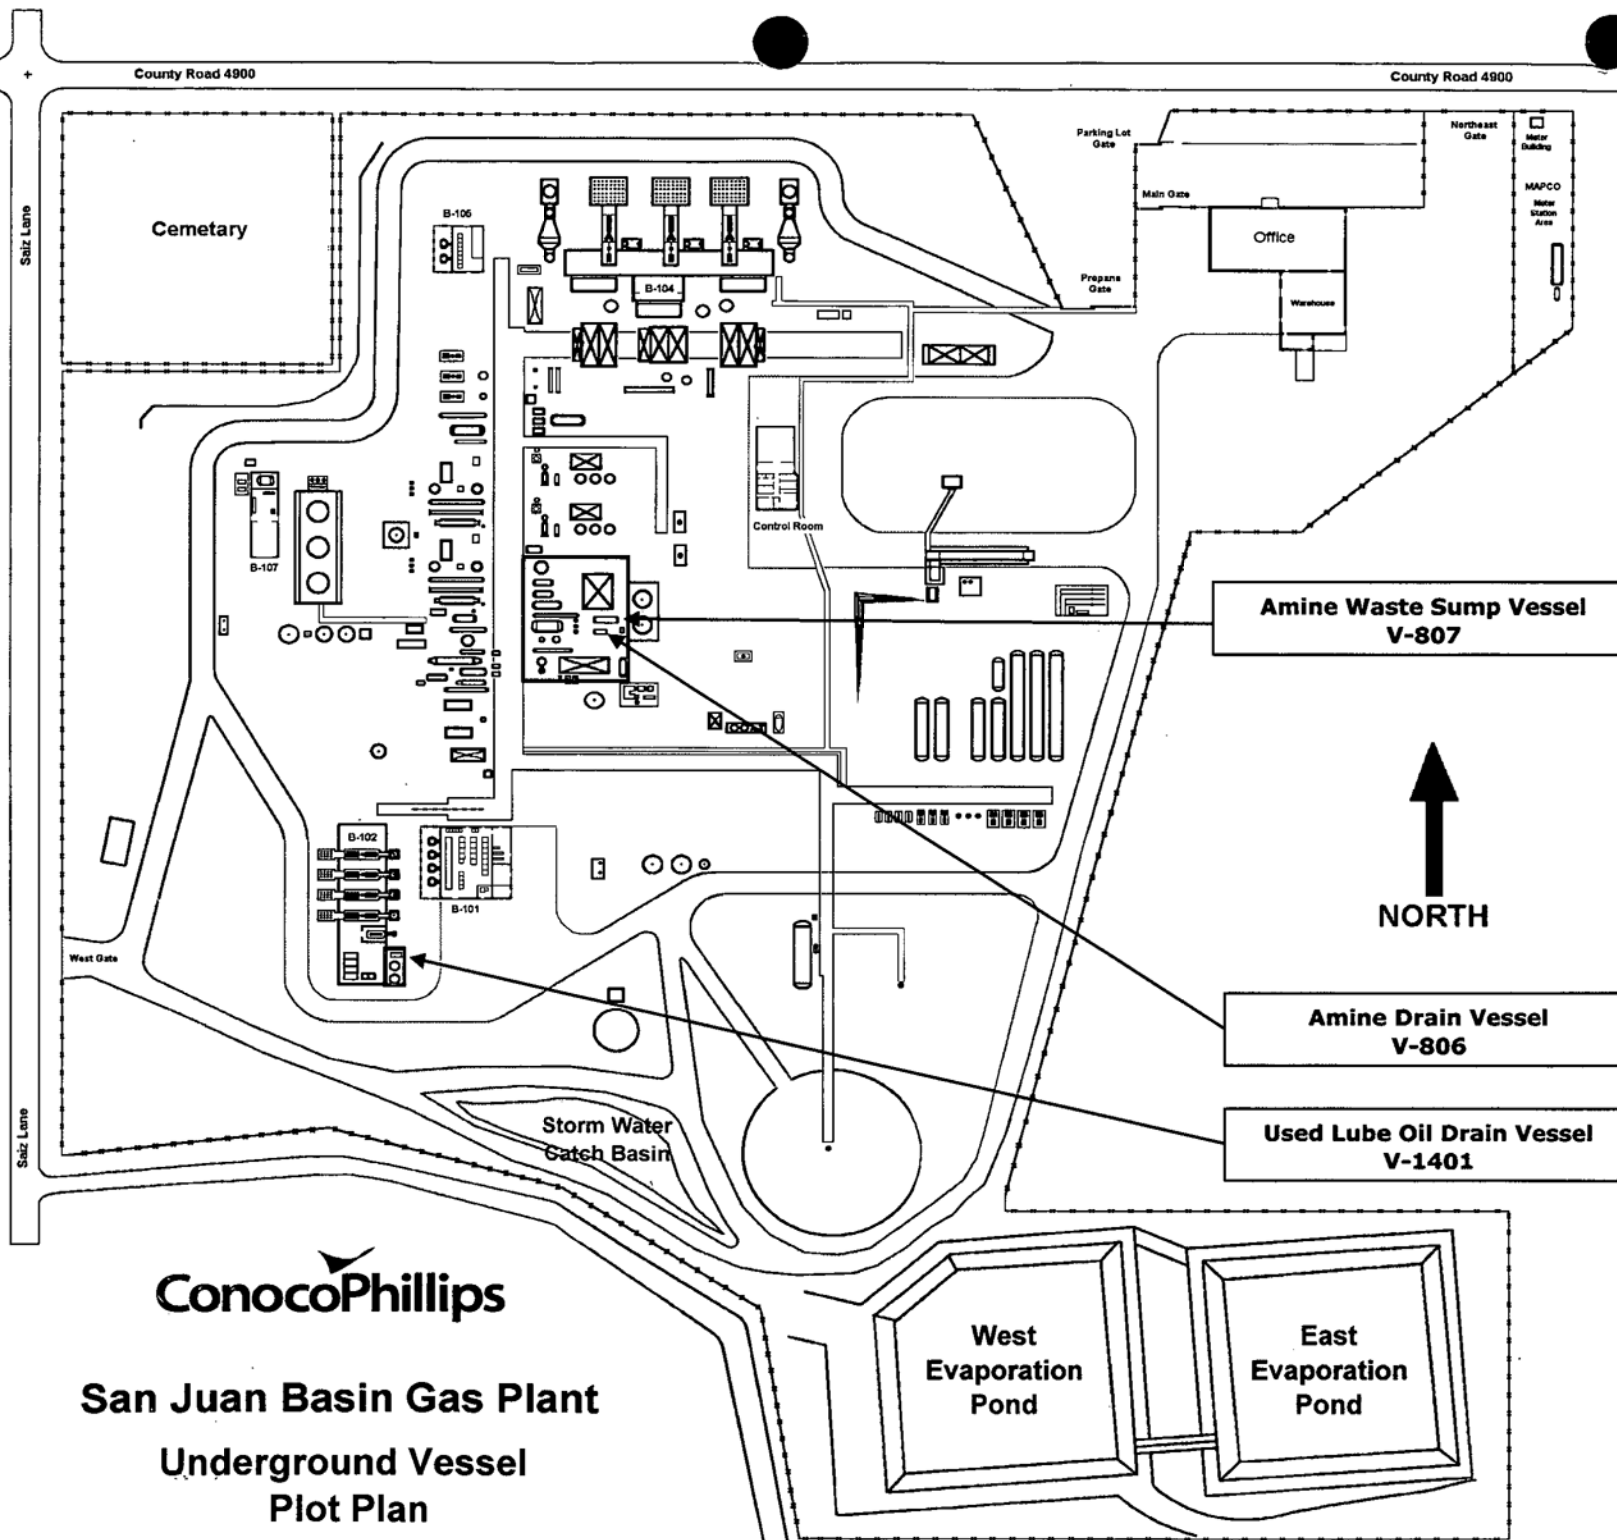 County Road 4900
County Road 4900
Saiz Lane
Cemetary
Parking Lot
Gate
Northeast
Gate
Meter
Building
Main Gate
MAPCO
Meter
Station
Area
Office
Propane
Gate
Warehouse
B-106
B-104
Control Room
B-107
Amine Waste Sump Vessel
V-807
NORTH
B-102
B-101
West Gate
Amine Drain Vessel
V-806
Used Lube Oil Drain Vessel
V-1401
Saiz Lane
Storm Water
Catch Basin
ConocoPhillips
San Juan Basin Gas Plant
Underground Vessel
Plot Plan
West
Evaporation
Pond
East
Evaporation
Pond